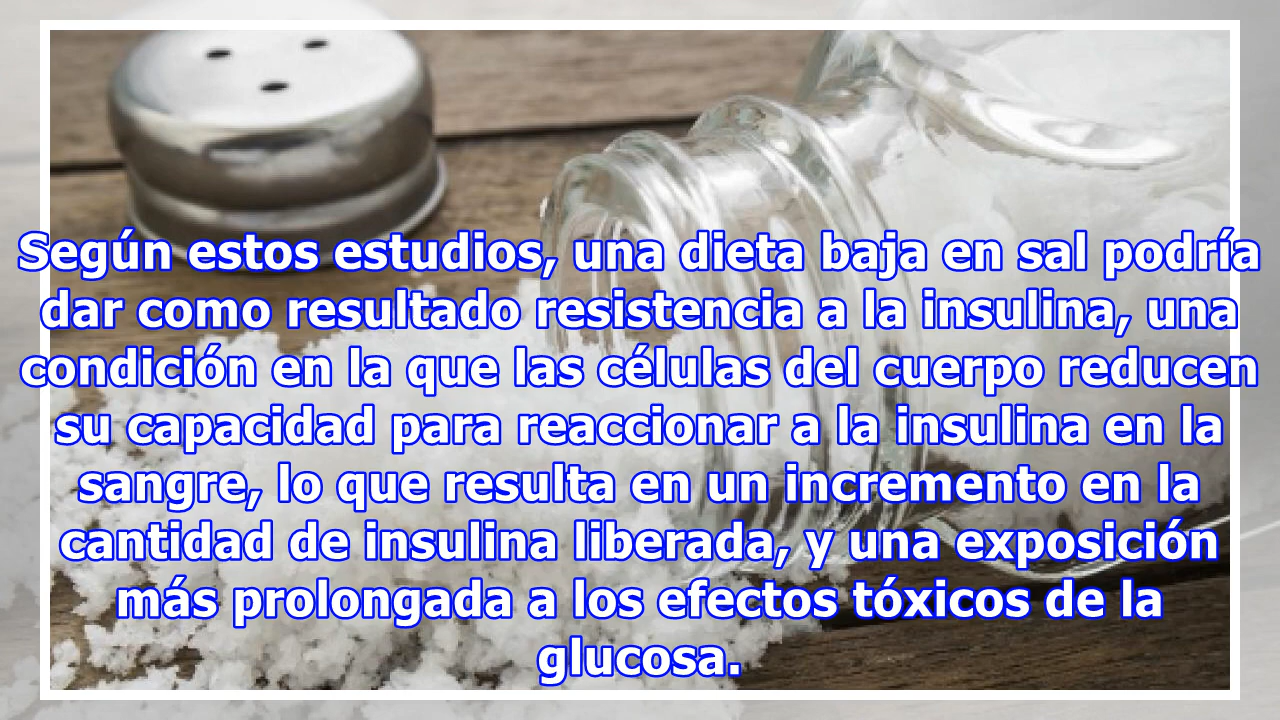 Según estos estudios, una dieta baja en sal podría
dar como resultado resistencia a la insulina, una
condición en la que las células del cuerpo reducen
su capacidad para reaccionar a la insulina en la
sangre, lo que resulta en un incremento en la
cantidad de insulina liberada, y una exposición
más prolongada a los efectos tóxicos de la
glucosa.